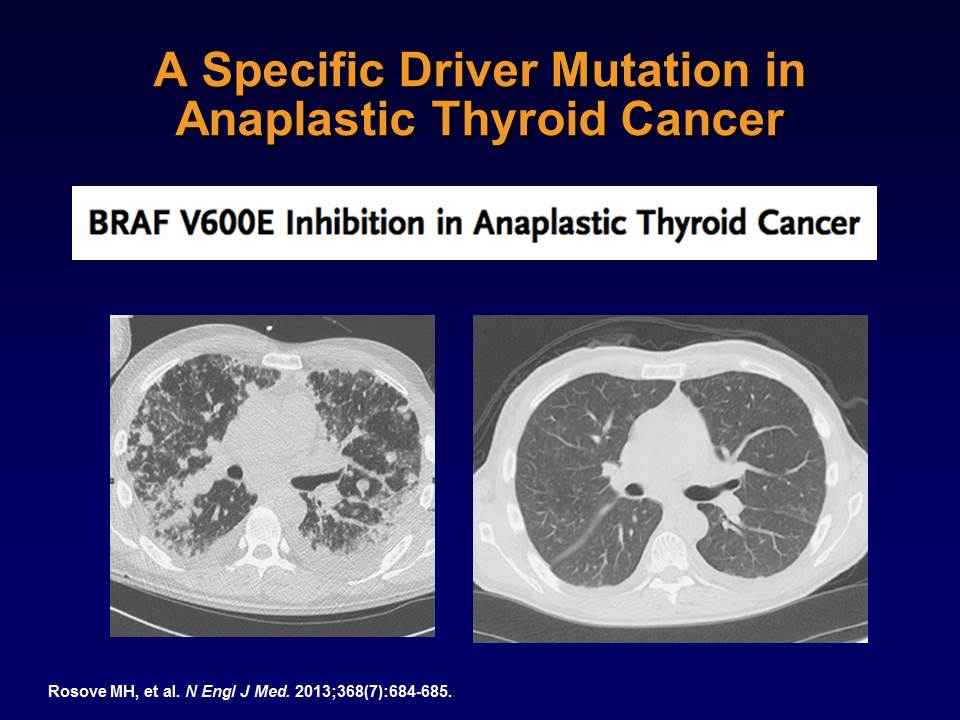 A Specific Driver Mutation in
Anaplastic Thyroid Cancer
BRAF V600E Inhibition in Anaplastic Thyroid Cancer
Rosove MH, et al. N Engl J Med. 2013;368(7):684-685.